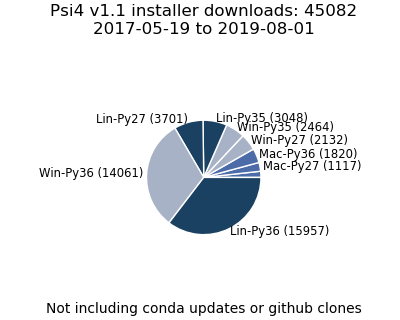 Psi4 v1.1 installer downloads: 45082
2017-05-19 to 2019-08-01
Lin-Py27 (3701)
Lin-Py35 (3048)
Win-Py35 (2464)
Win-Py27 (2132)
Mac-Py36 (1820)
Mac-Py27 (1117)
Win-Py36 (14061)
Lin-Py36 (15957)
Not including conda updates or github clones